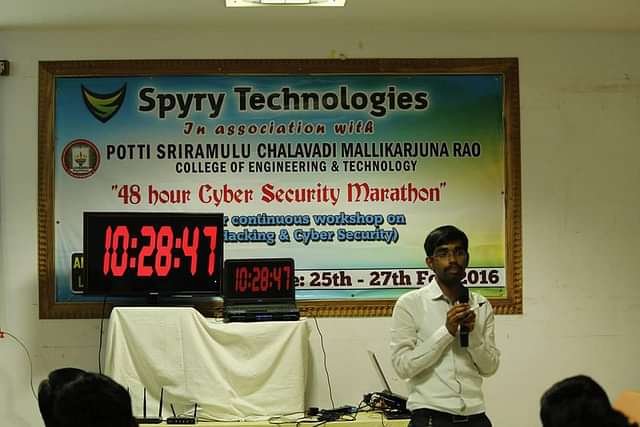 Spyry Technologies
In association with
POTTI SRIRAMULU CHALAVADI MALLIKARJUNA RAO
COLLEGE OF ENGINEERING & TECHNOLOGY
"48 hour Cyber Security Marathon"
continuous workshop on
Hacking & Cyber Security)
10:28:47
10:28:47
25th - 27th Feb 2016